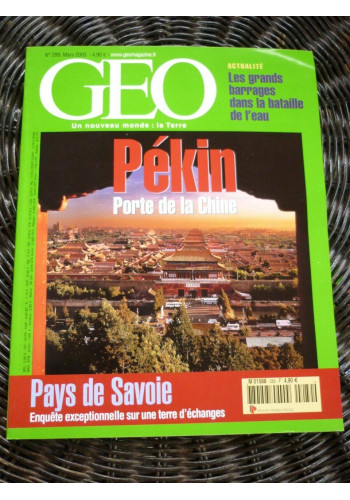 N° 289, Mars 2003 - 4,90 € - www.geomagazine.fr
GEO
Un nouveau monde : la Terre
ACTUALITÉ
Les grands
barrages
dans la bataille
de l'eau
Pékin
Porte de la Chine
Pays de Savoie
Enquête exceptionnelle sur une terre d'échanges
4,90 €